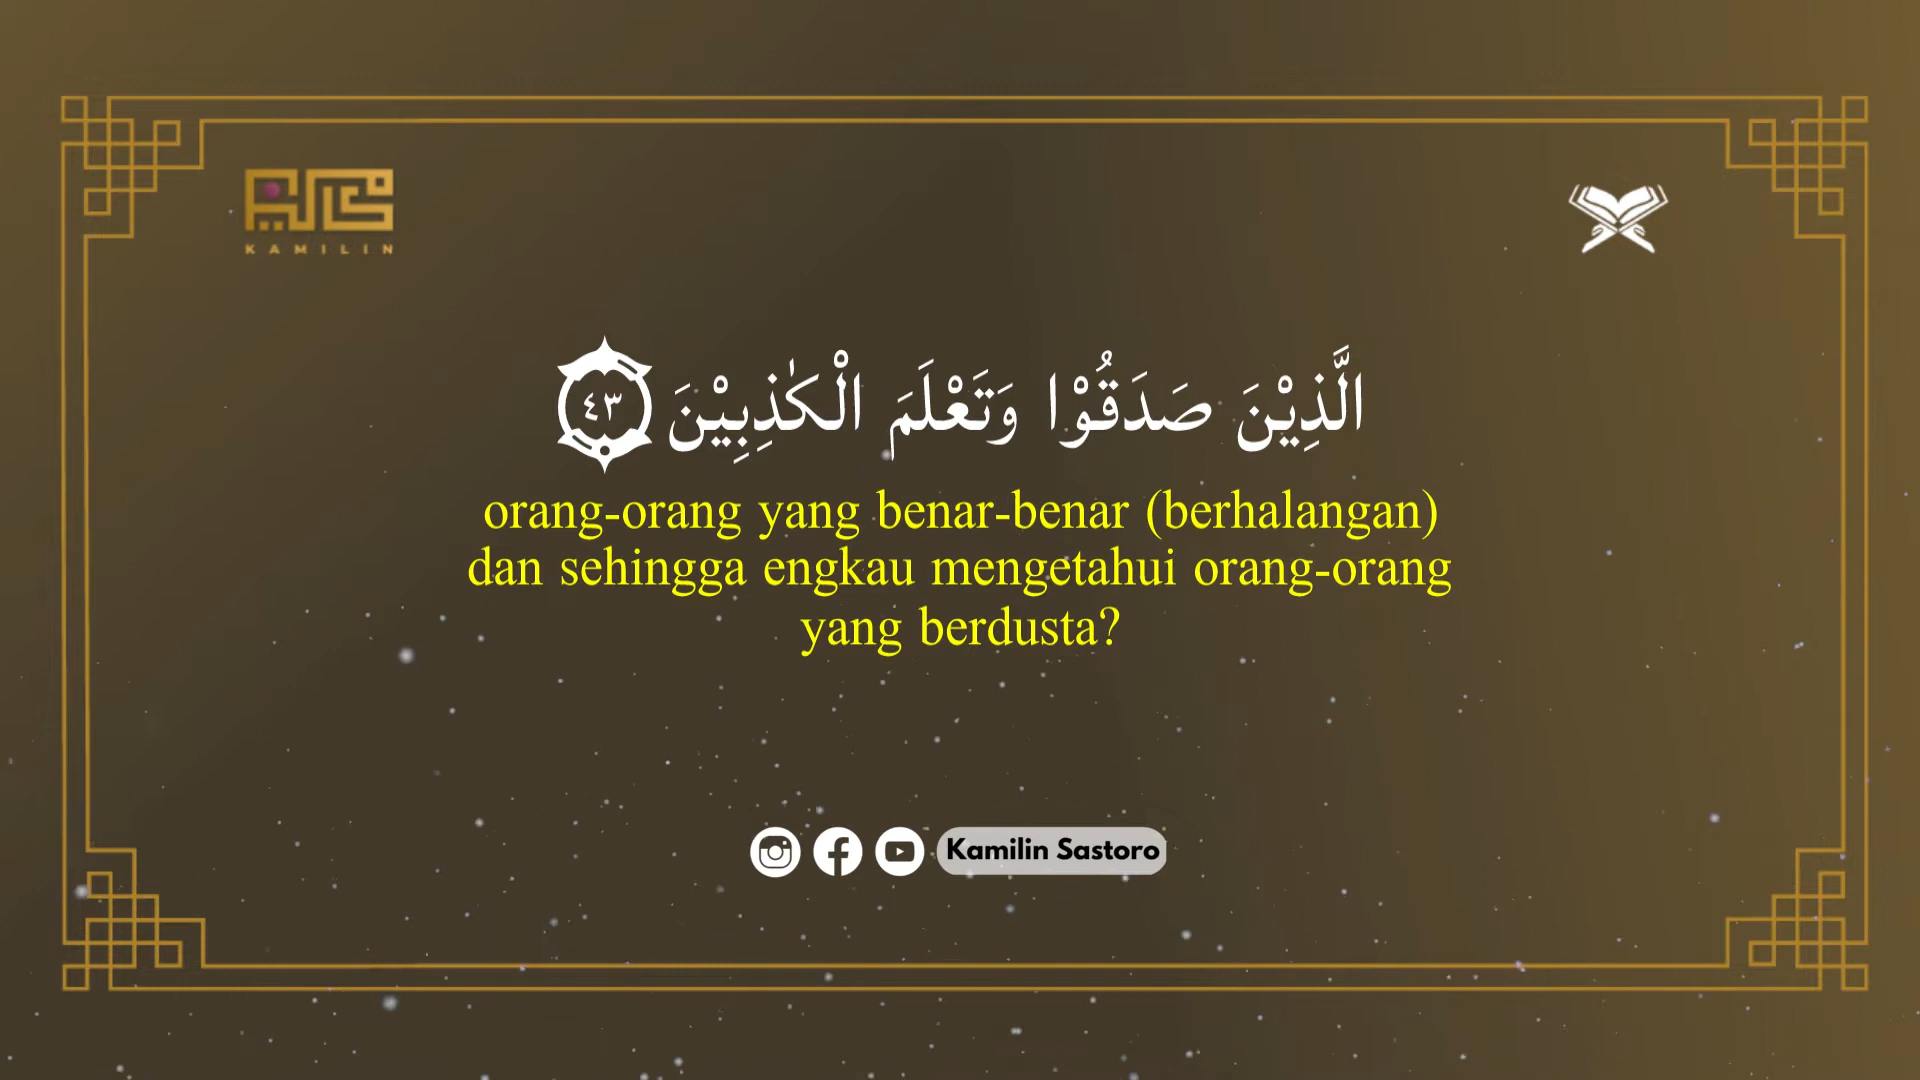 KAMILIN
الَّذِيْنَ صَدَقُوْا وَتَعْلَمَ الْكٰذِبِيْنَ ٤٣
orang-orang yang benar-benar (berhalangan)
dan sehingga engkau mengetahui orang-orang
yang berdusta?
Kamilin Sastoro